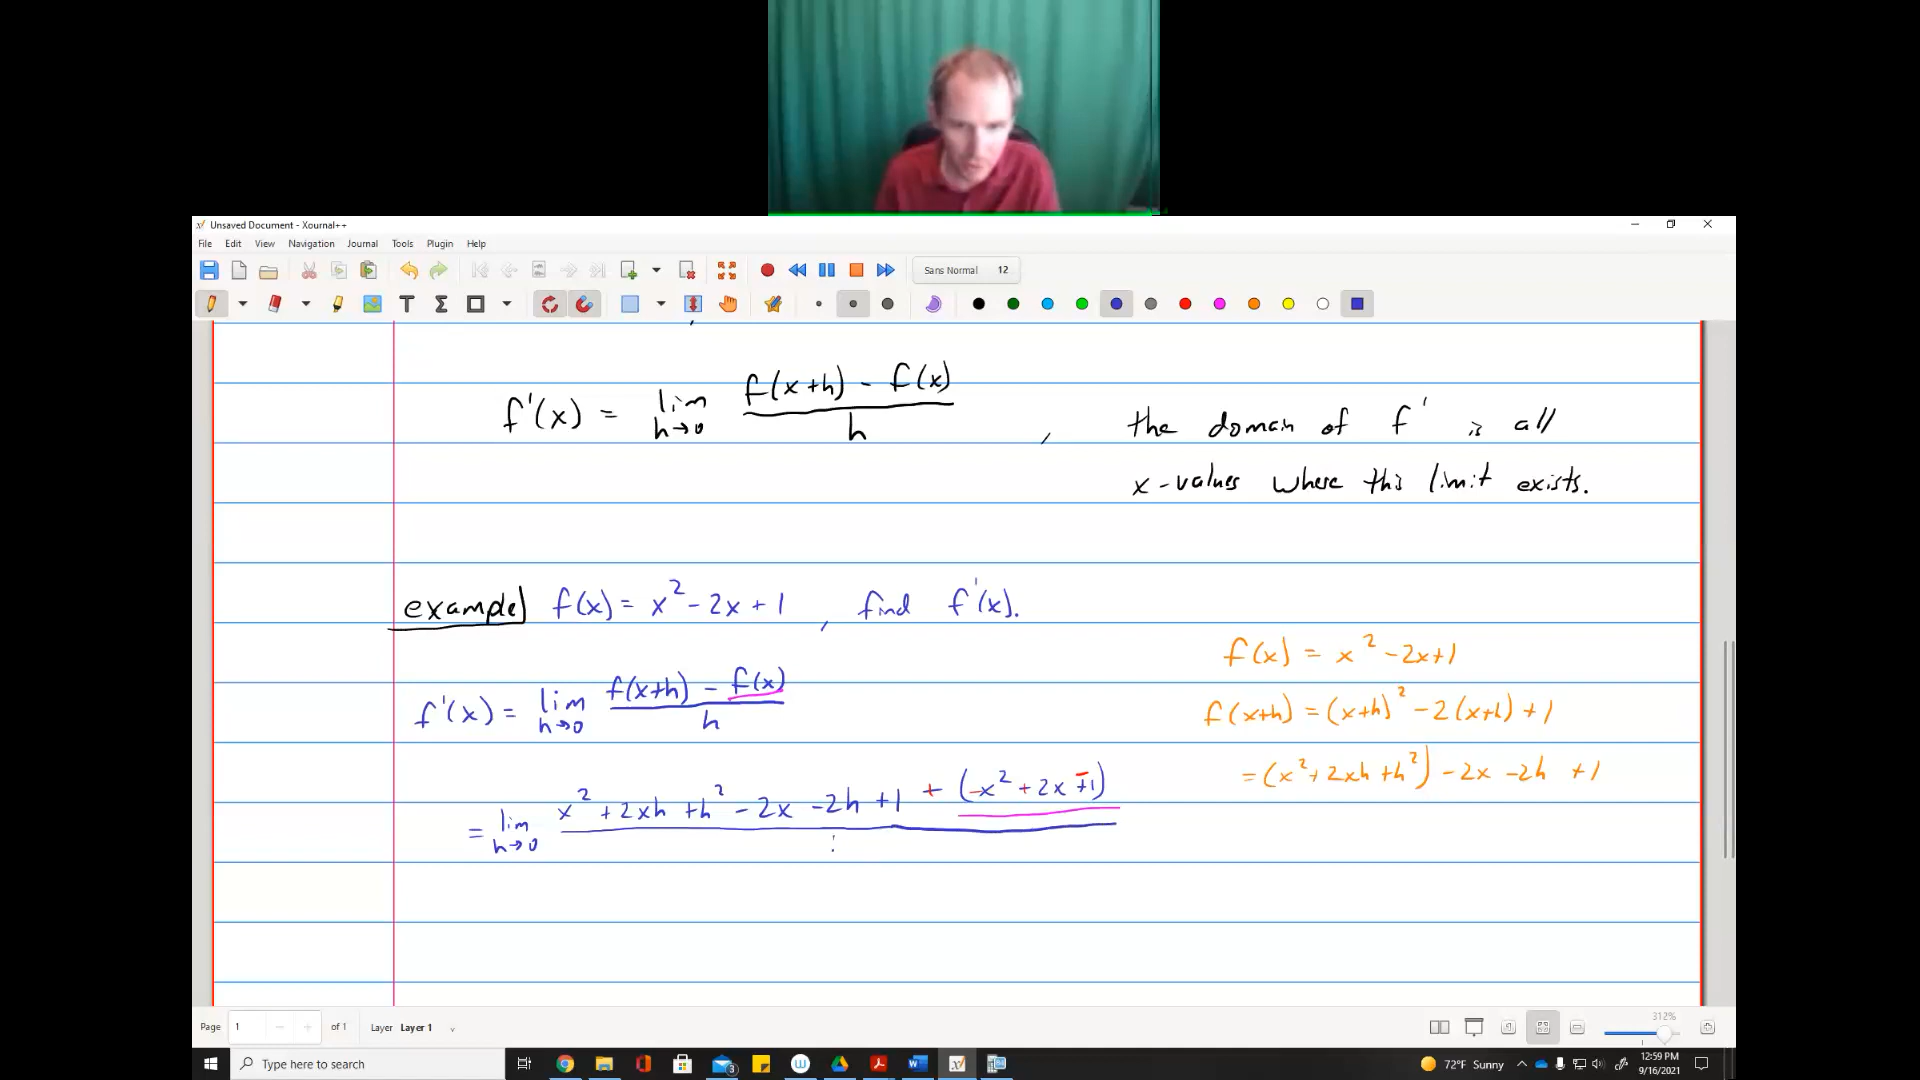 Unsaved Document - Xournal++
File Edit View Navigation Journal Tools Plugin Help
Sans Normal 12
f'(x) = lim h→0 (f(x+h) - f(x))/h , the domain of f' is all
x-values where this limit exists.
example) f(x) = x² - 2x + 1 , find f'(x).
f(x) = x² - 2x+1
f'(x) = lim h→0 (f(x+h) - f(x))/h
f(x+h) = (x+h)² - 2(x+h) + 1
= (x² + 2xh + h²) - 2x - 2h + 1
= lim h→0 x² + 2xh + h² - 2x - 2h + 1 + (-x² + 2x - 1)
Page 1 of 1 Layer Layer 1
312%
Type here to search
3
72°F Sunny
12:59 PM
9/16/2021